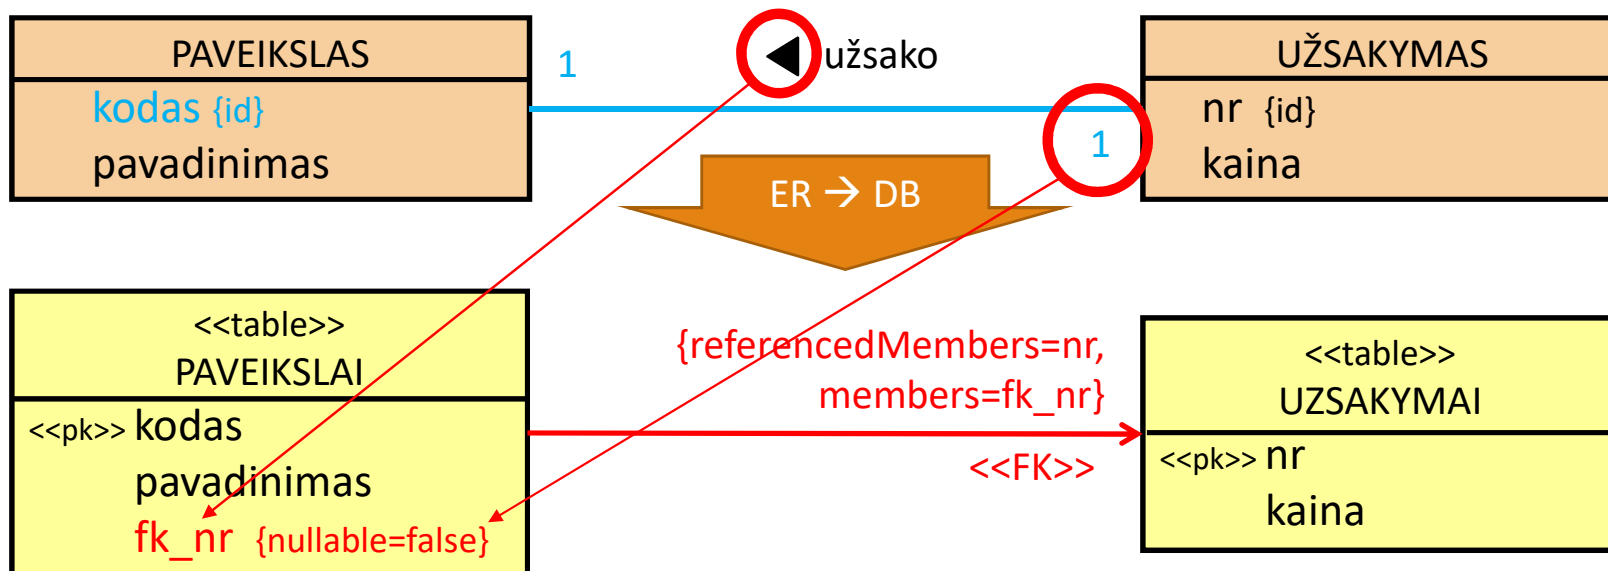 PAVEIKSLAS
kodas {id}
pavadinimas
1
užsako
1
UŽSAKYMAS
nr {id}
kaina
ER → DB
<<table>>
PAVEIKSLAI
<<pk>> kodas
pavadinimas
fk_nr {nullable=false}
{referencedMembers=nr,
members=fk_nr}
<<FK>>
<<table>>
UZSAKYMAI
<<pk>> nr
kaina